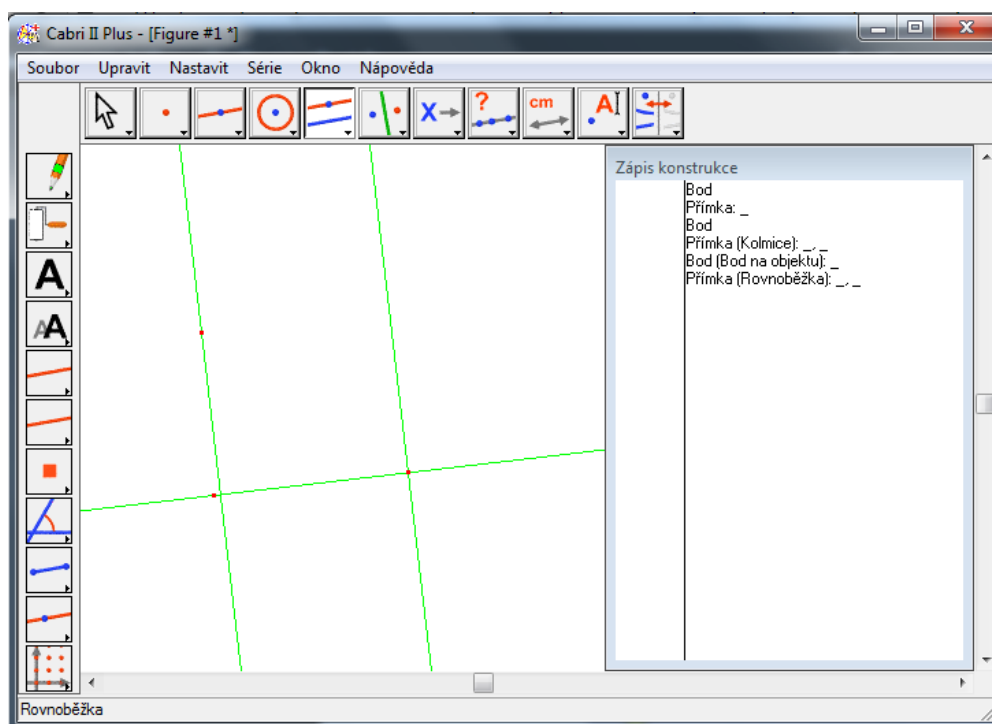 Cabri II Plus - [Figure #1 *]
Soubor Upravit Nastavit Série Okno Nápověda
X ? cm A
Zápis konstrukce
Bod
Přímka: _
Bod
Přímka (Kolmice): _, _
Bod (Bod na objektu): _
Přímka (Rovnoběžka): _, _
A
AA
Rovnoběžka